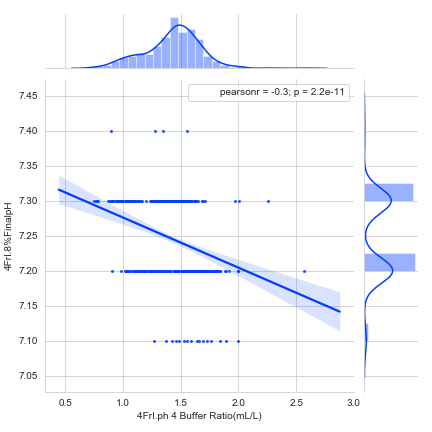 pearsonr = -0.3; p = 2.2e-11
7.45
7.40
7.35
7.30
7.25
7.20
7.15
7.10
7.05
4FrI.8%FinalpH
0.5 1.0 1.5 2.0 2.5 3.0
4FrI.ph 4 Buffer Ratio(mL/L)